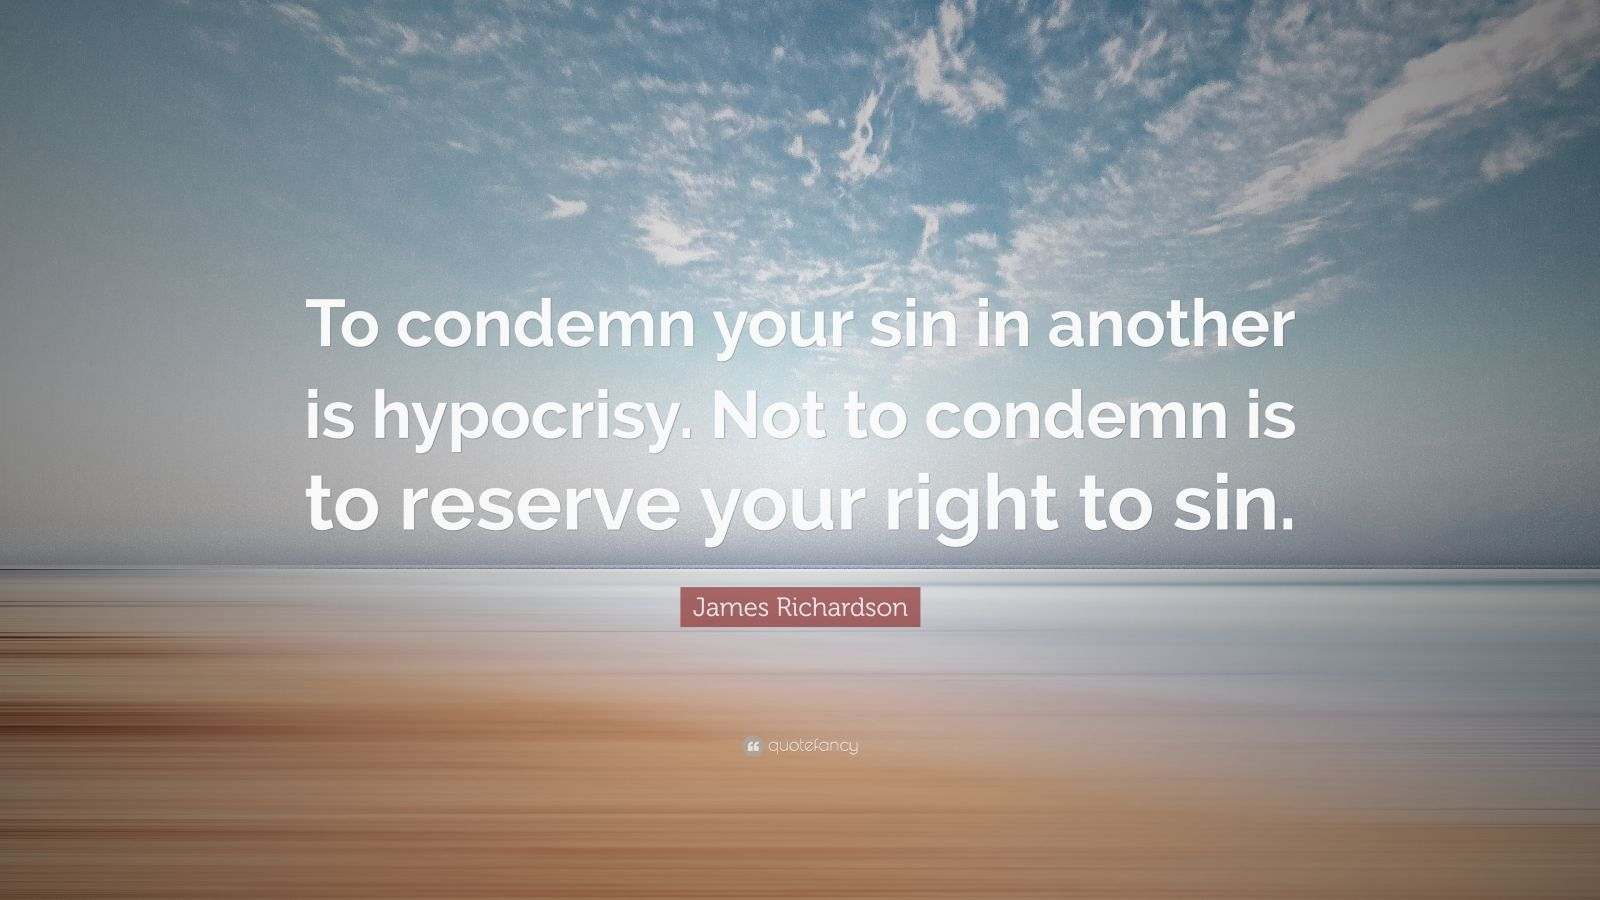 To condemn your sin in another
is hypocrisy. Not to condemn is
to reserve your right to sin.
James Richardson
quotefancy